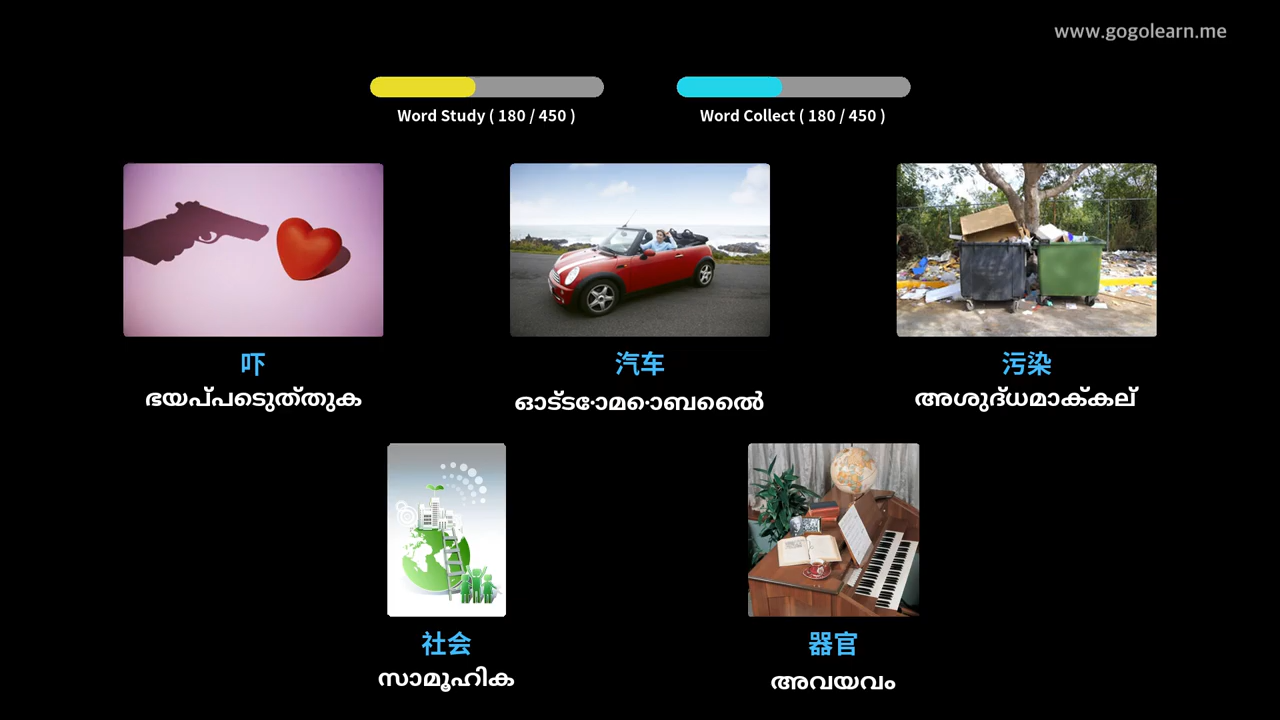 www.gogolearn.me
Word Study ( 180 / 450 )
Word Collect ( 180 / 450 )
吓
ഭയപ്പെടുത്തുക
汽车
ഓട്ടോമൊബൈൽ
污染
അശുദ്ധമാക്കല്
社会
സാമൂഹിക
器官
അവയവം